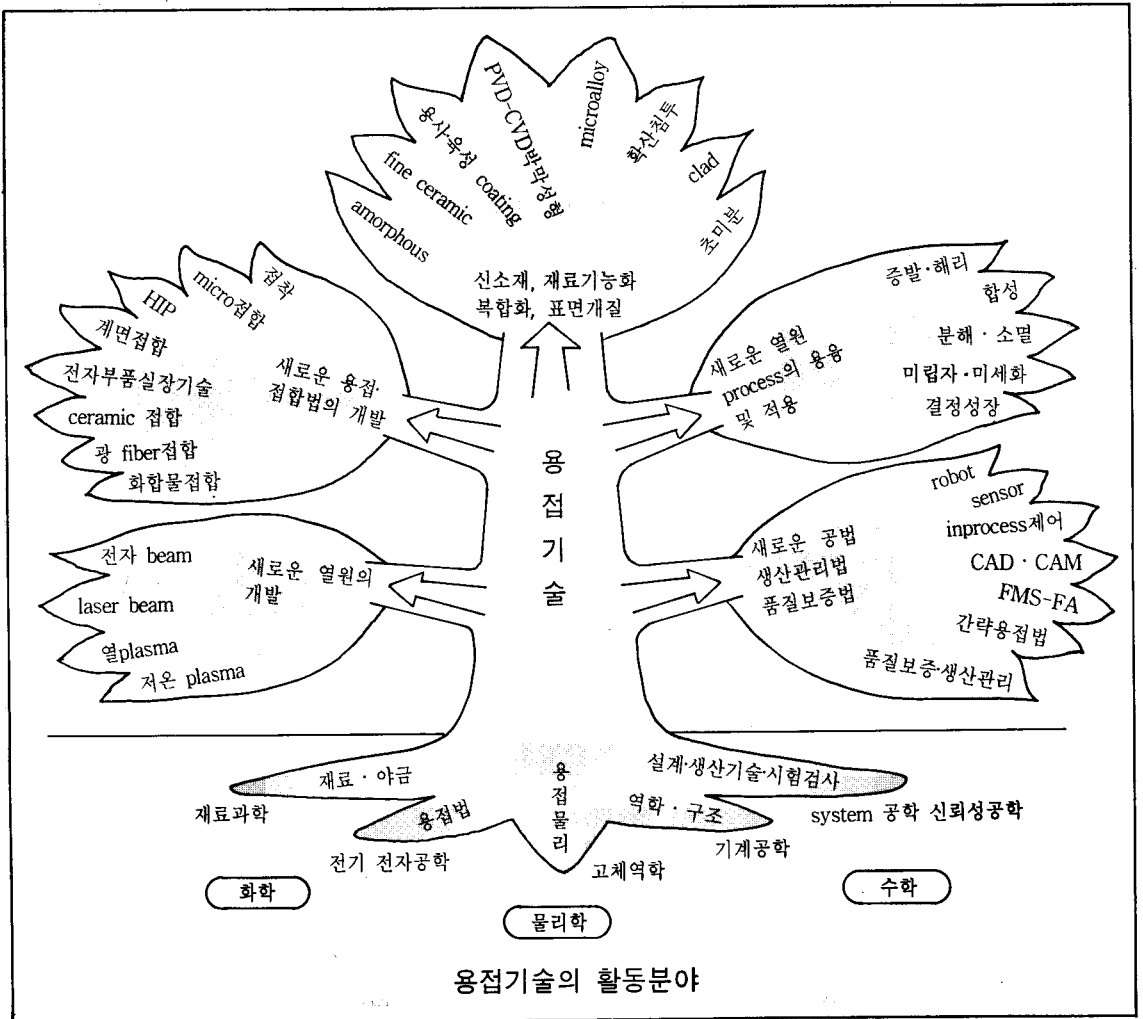 amorphous
fine ceramic
용사·육성 coating
PVD-CVD박막성형
microalloy
확산침투
clad
초미분
신소재, 재료기능화
복합화, 표면개질
접착
micro접합
HIP
계면접합
전자부품실장기술
ceramic 접합
광 fiber접합
화합물접합
새로운 용접·
접합법의 개발
증발·해리
합성
분해 · 소멸
미립자·미세화
결정성장
새로운 열원
process의 용융
및 적용
용접기술
전자 beam
laser beam
열plasma
저온 plasma
새로운 열원의
개발
robot
sensor
inprocess제어
CAD · CAM
FMS-FA
간략용접법
품질보증·생산관리
새로운 공법
생산관리법
품질보증법
재료 · 야금
용접법
용접물리
설계·생산기술·시험검사
역학 · 구조
재료과학
전기 전자공학
고체역학
기계공학
system 공학 신뢰성공학
화학
물리학
수학
용접기술의 활동분야